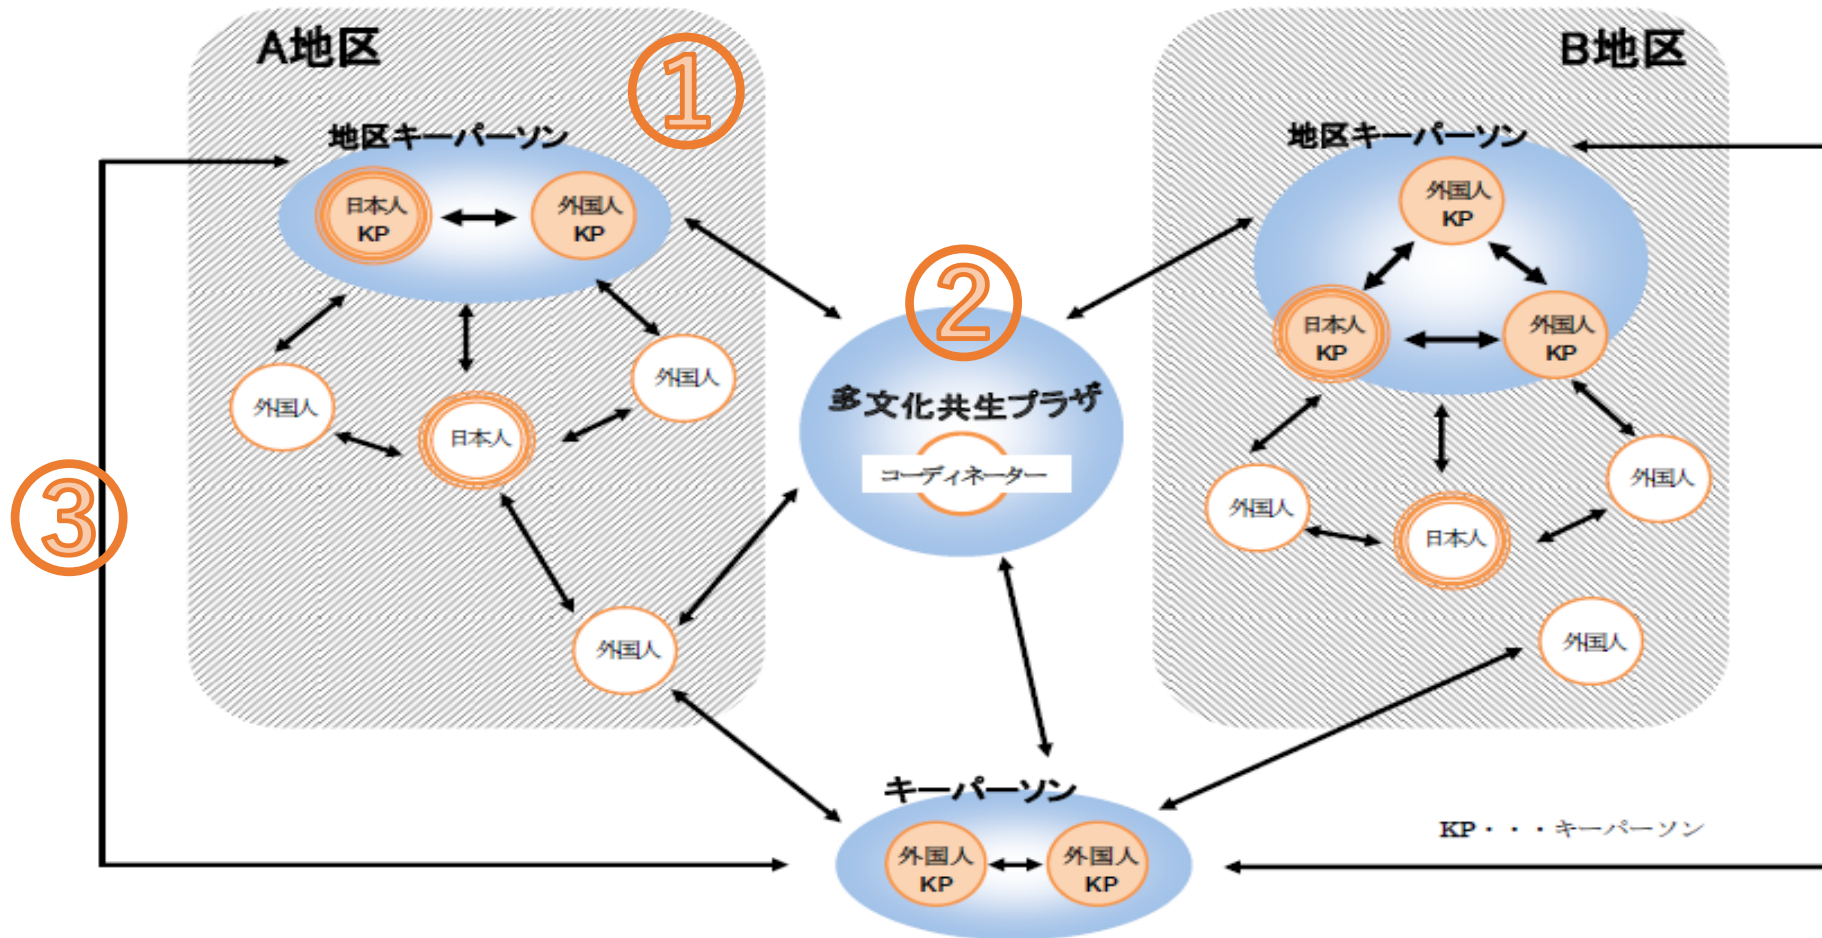 A地区
①
地区キーパーソン
日本人
KP
外国人
KP
外国人
日本人
外国人
外国人
③
②
多文化共生プラザ
コーディネーター
B地区
地区キーパーソン
外国人
KP
日本人
KP
外国人
KP
外国人
日本人
外国人
外国人
キーパーソン
外国人
KP
外国人
KP
KP・・・キーパーソン